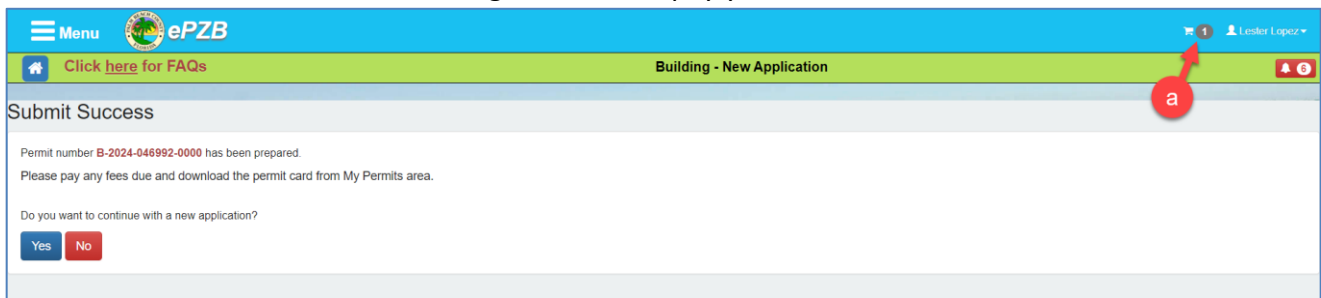 Menu ePZB 1 Lester Lopez
Click here for FAQs Building - New Application 6
a
Submit Success
Permit number B-2024-046992-0000 has been prepared.
Please pay any fees due and download the permit card from My Permits area.
Do you want to continue with a new application?
Yes No